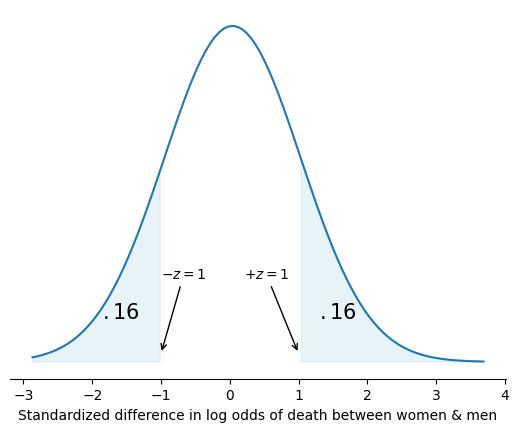 −z = 1
+z = 1
.16
.16
−3 −2 −1 0 1 2 3 4
Standardized difference in log odds of death between women & men